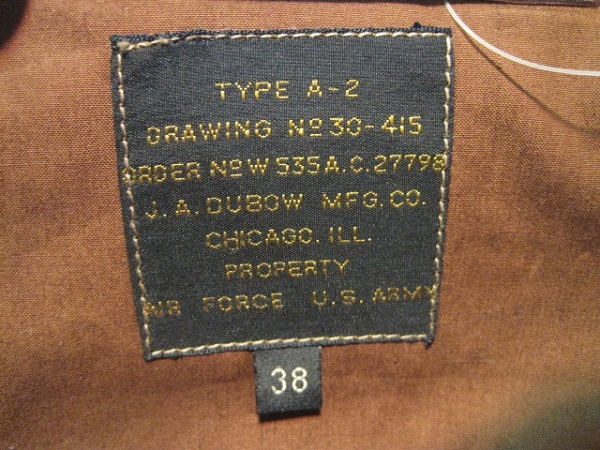 TYPE A-2
DRAWING Nº 30-415
ORDER Nº W 535 A.C. 27798
J. A. DUBOW MFG. CO.
CHICAGO. ILL.
PROPERTY
AIR FORCE U.S. ARMY
38